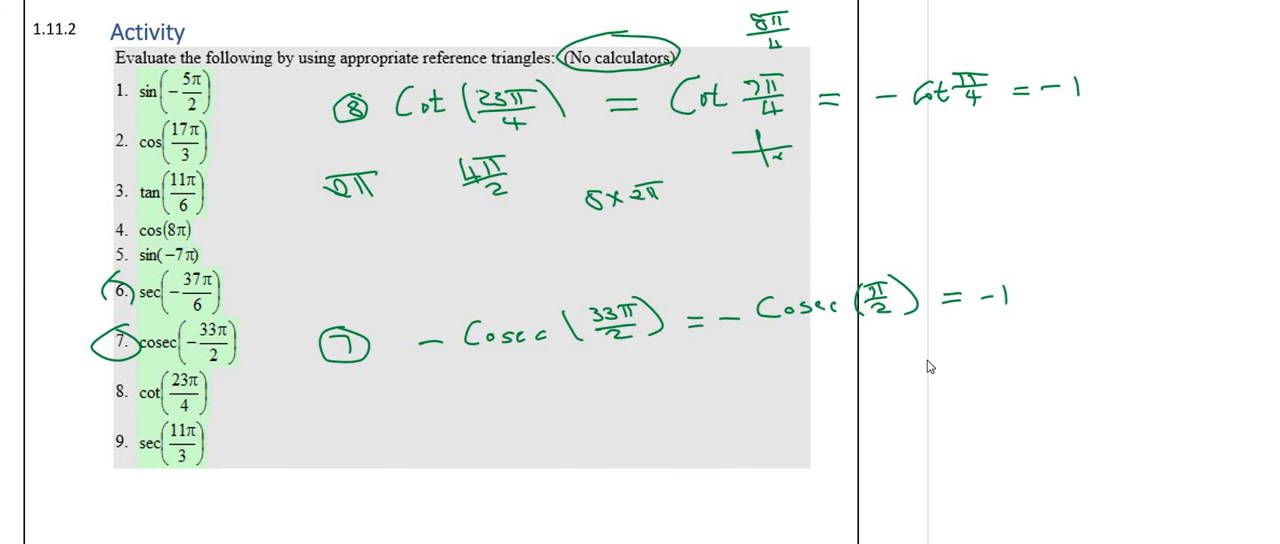 1.11.2 Activity
Evaluate the following by using appropriate reference triangles: (No calculators)
8π/4
1. sin(−5π/2)
⑧ Cot (23π/4) = Cot 7π/4 = − Cot π/4 = −1
2. cos(17π/3)
3. tan(11π/6)
2π 4π/2 8×2π
4. cos(8π)
5. sin(−7π)
6. sec(−37π/6)
7. cosec(−33π/2)
⑦ − Cosec (33π/2) = − Cosec (π/2) = −1
8. cot(23π/4)
9. sec(11π/3)